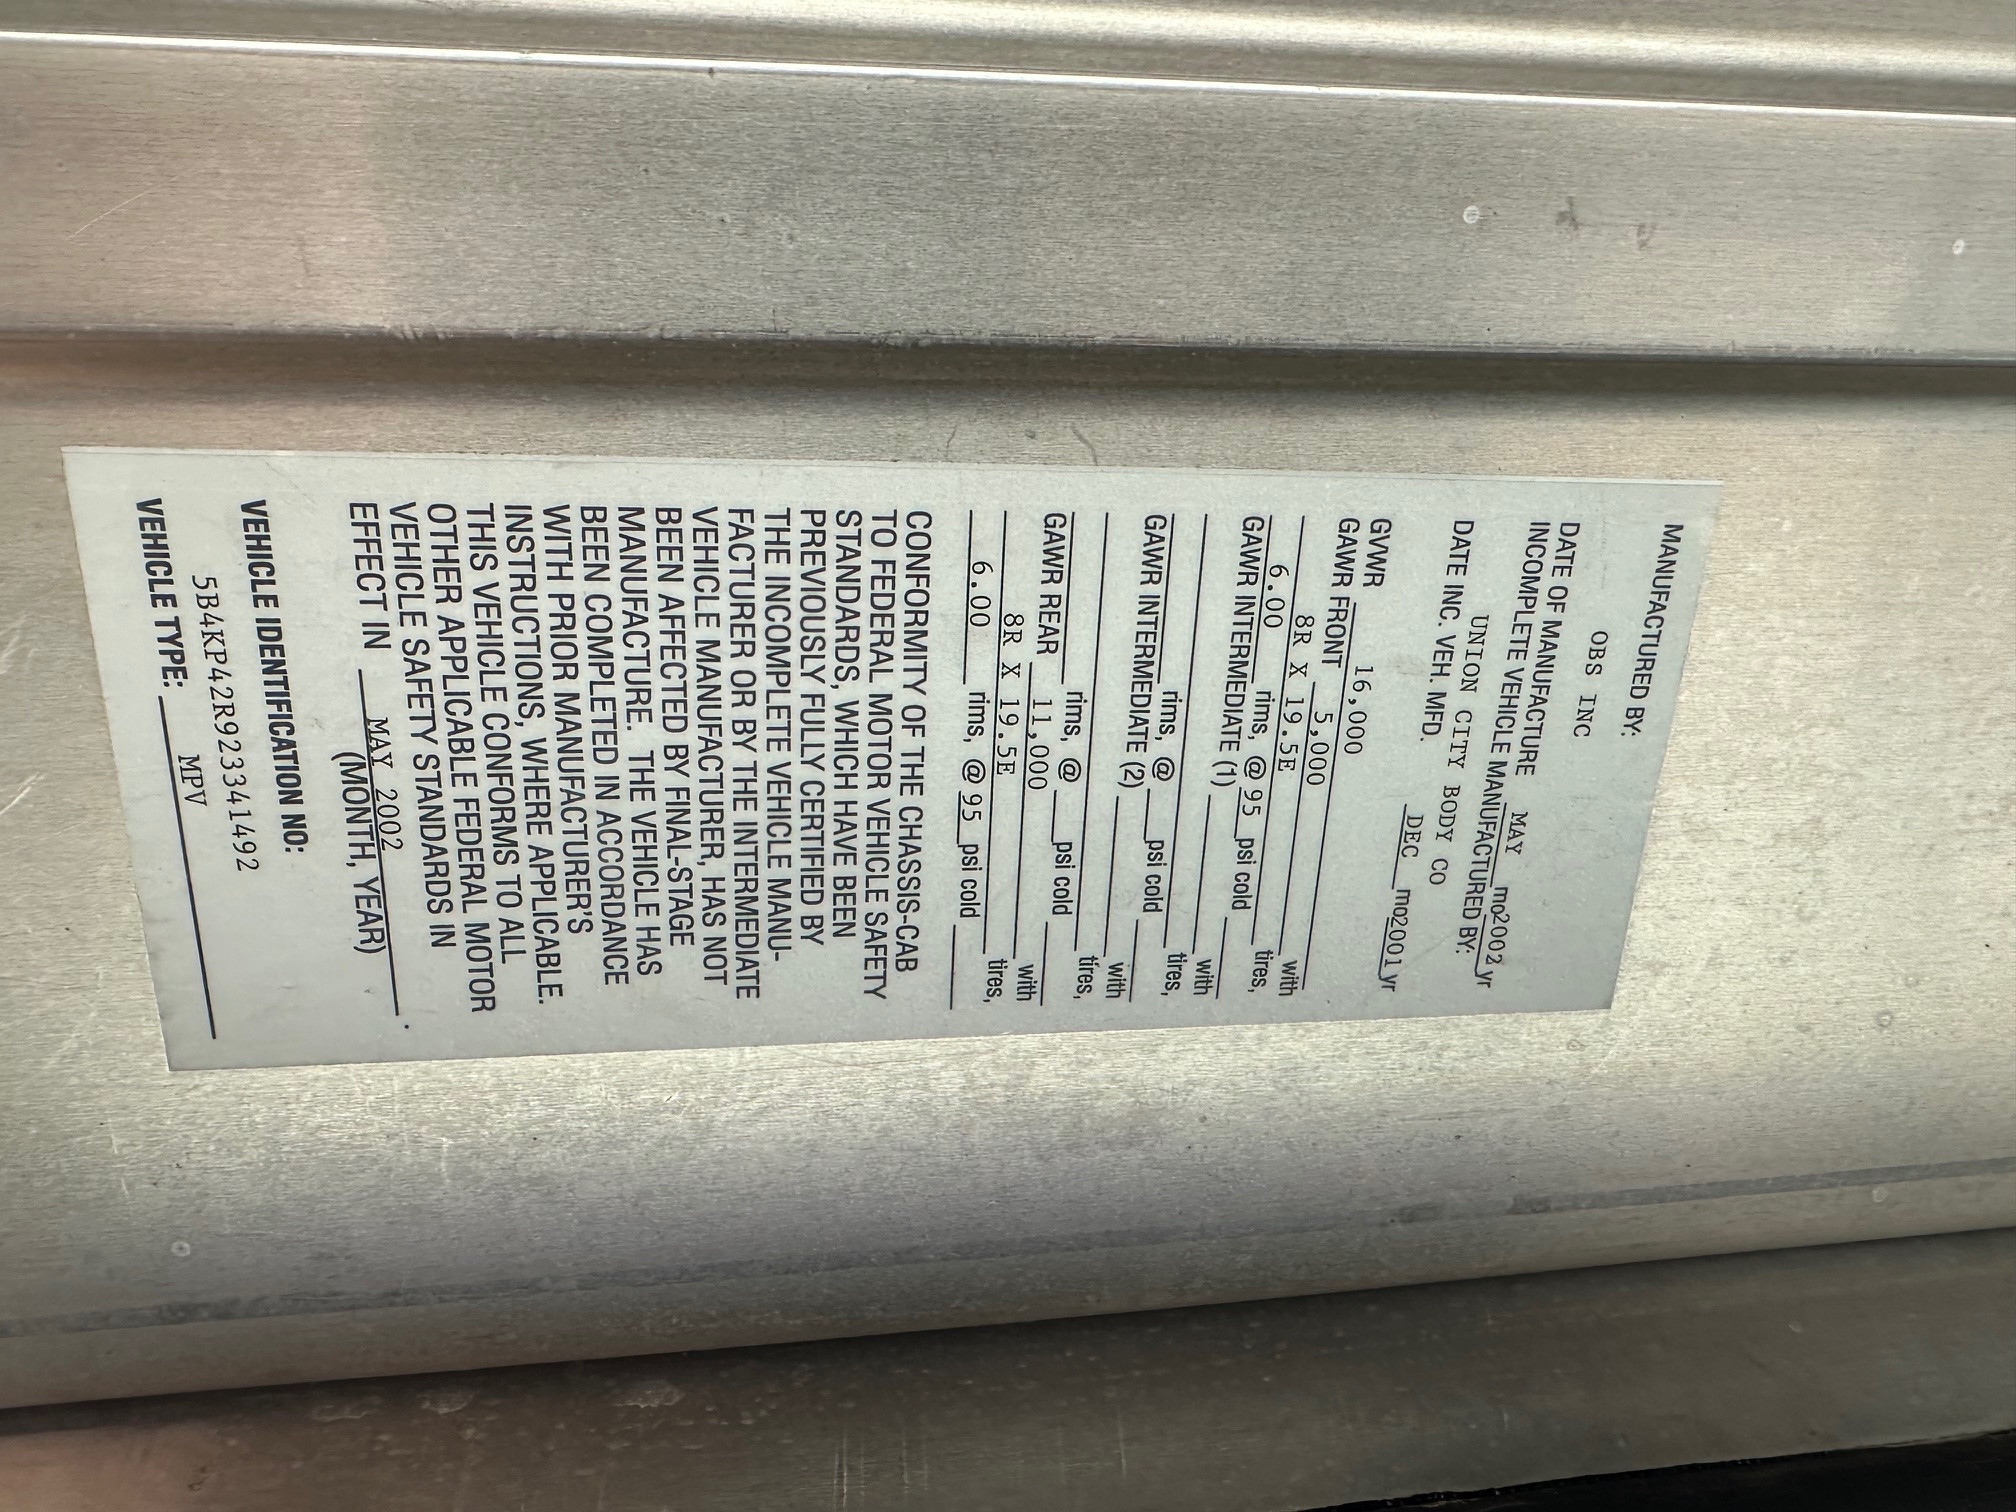 MANUFACTURED BY:
OBS INC
DATE OF MANUFACTURE MAY mo2002yr
INCOMPLETE VEHICLE MANUFACTURED BY:
UNION CITY BODY CO
DATE INC. VEH. MFD. DEC mo2001yr
GVWR 16,000
GAWR FRONT 5,000 with
8R X 19.5E tires,
6.00 rims, @ 95 psi cold
GAWR INTERMEDIATE (1) with
tires,
rims, @ psi cold
GAWR INTERMEDIATE (2) with
tires,
rims, @ psi cold
GAWR REAR 11,000 with
8R X 19.5E tires,
6.00 rims, @ 95 psi cold
CONFORMITY OF THE CHASSIS-CAB
TO FEDERAL MOTOR VEHICLE SAFETY
STANDARDS, WHICH HAVE BEEN
PREVIOUSLY FULLY CERTIFIED BY
THE INCOMPLETE VEHICLE MANU-
FACTURER OR BY THE INTERMEDIATE
VEHICLE MANUFACTURER, HAS NOT
BEEN AFFECTED BY FINAL-STAGE
MANUFACTURE. THE VEHICLE HAS
BEEN COMPLETED IN ACCORDANCE
WITH PRIOR MANUFACTURER'S
INSTRUCTIONS, WHERE APPLICABLE.
THIS VEHICLE CONFORMS TO ALL
OTHER APPLICABLE FEDERAL MOTOR
VEHICLE SAFETY STANDARDS IN
EFFECT IN MAY 2002.
(MONTH, YEAR)
VEHICLE IDENTIFICATION NO:
5B4KP42R923341492
VEHICLE TYPE: MPV